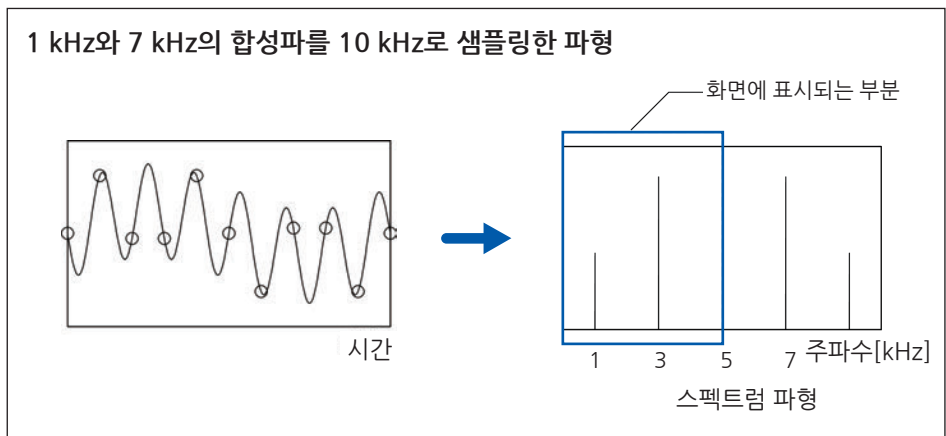 1 kHz와 7 kHz의 합성파를 10 kHz로 샘플링한 파형
화면에 표시되는 부분
시간
1 3 5 7 주파수[kHz]
스펙트럼 파형